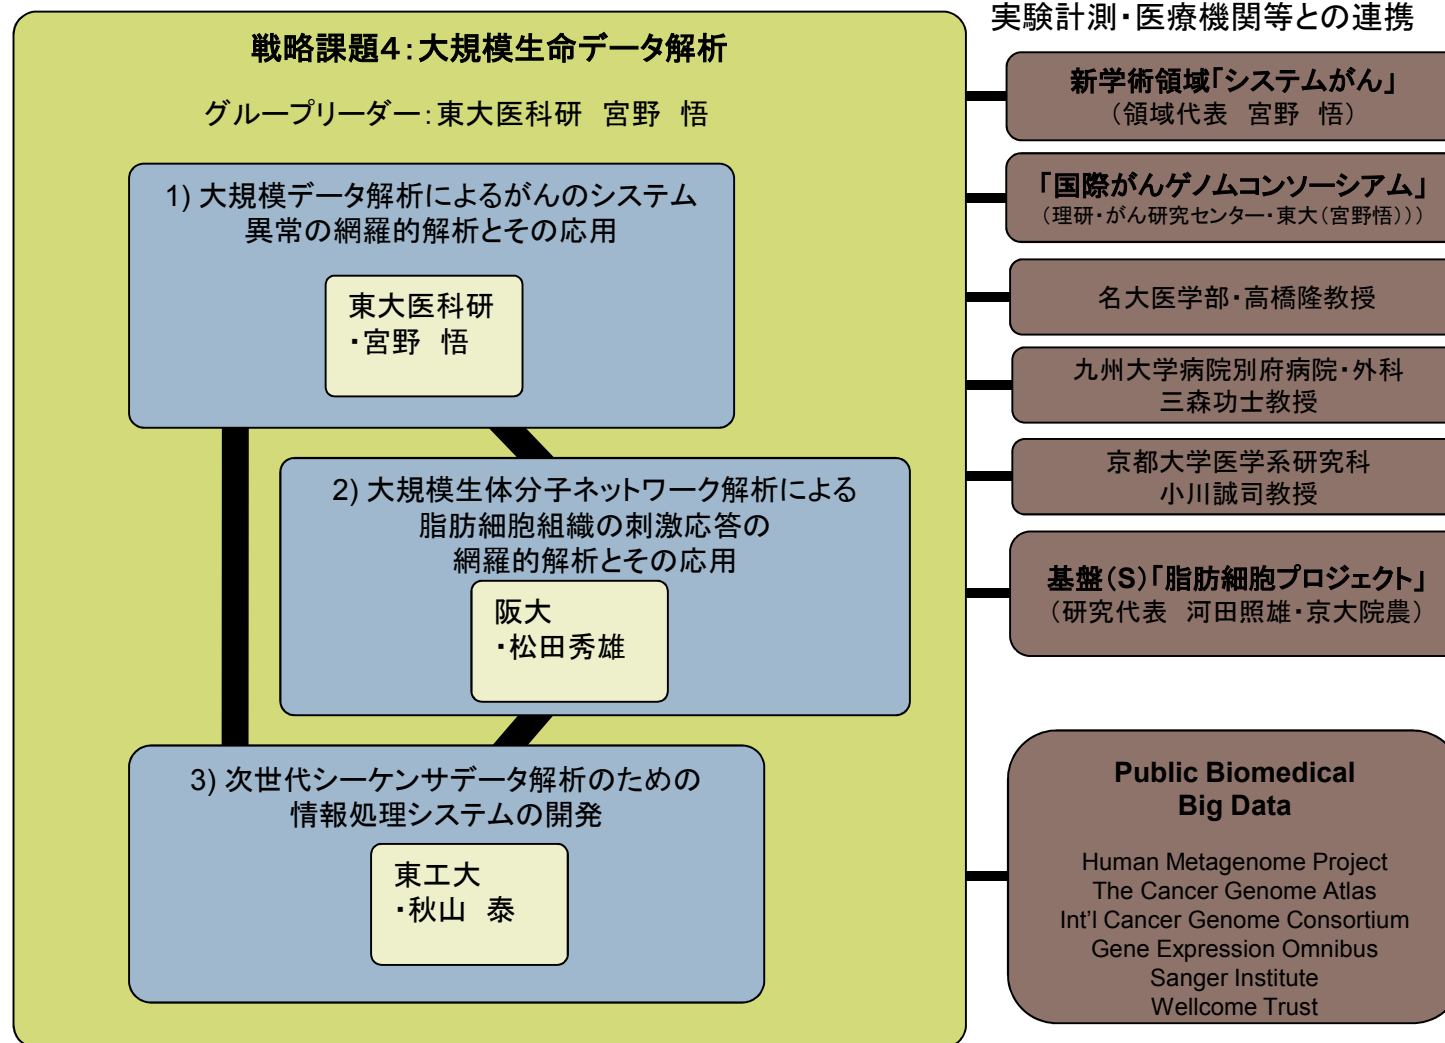 戦略課題4:大規模生命データ解析
グループリーダー:東大医科研 宮野 悟
1) 大規模データ解析によるがんのシステム
異常の網羅的解析とその応用
東大医科研
・宮野 悟
2) 大規模生体分子ネットワーク解析による
脂肪細胞組織の刺激応答の
網羅的解析とその応用
阪大
・松田秀雄
3) 次世代シーケンサデータ解析のための
情報処理システムの開発
東工大
・秋山 泰
実験計測・医療機関等との連携
新学術領域「システムがん」
(領域代表 宮野 悟)
「国際がんゲノムコンソーシアム」
(理研・がん研究センター・東大(宮野悟)))
名大医学部・高橋隆教授
九州大学病院別府病院・外科
三森功士教授
京都大学医学系研究科
小川誠司教授
基盤(S)「脂肪細胞プロジェクト」
(研究代表 河田照雄・京大院農)
Public Biomedical
Big Data
Human Metagenome Project
The Cancer Genome Atlas
Int'l Cancer Genome Consortium
Gene Expression Omnibus
Sanger Institute
Wellcome Trust